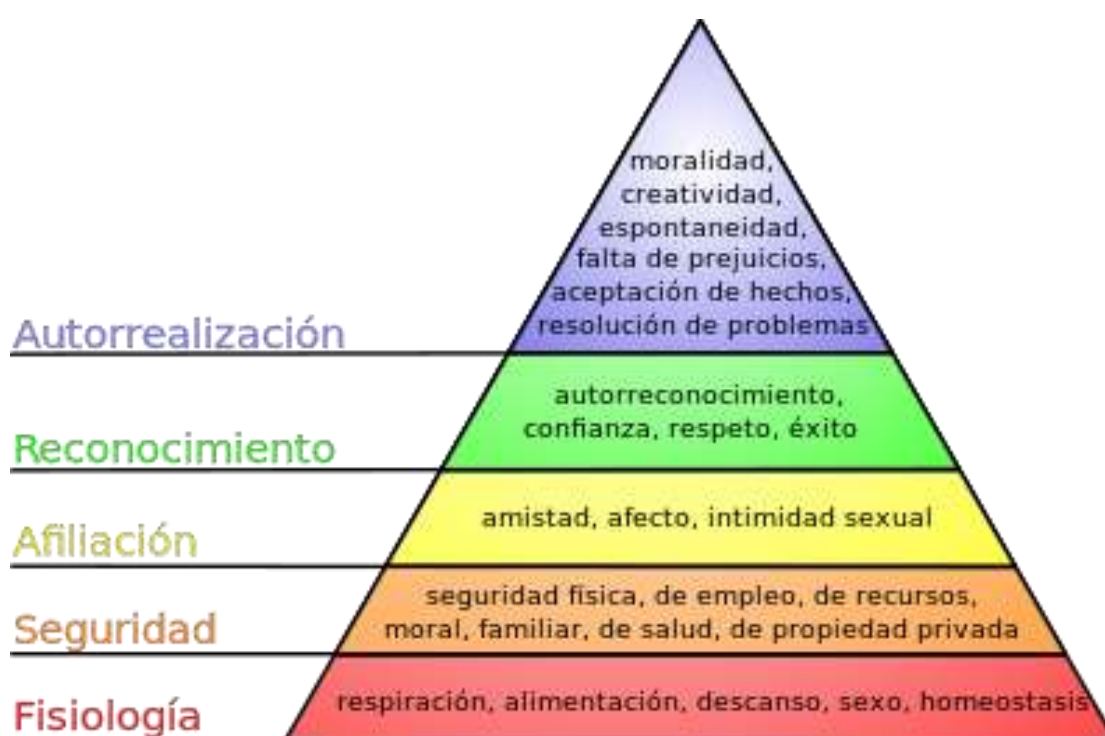 moralidad,
creatividad,
espontaneidad,
falta de prejuicios,
aceptación de hechos,
resolución de problemas
Autorrealización
autorreconocimiento,
confianza, respeto, éxito
Reconocimiento
amistad, afecto, intimidad sexual
Afiliación
seguridad física, de empleo, de recursos,
moral, familiar, de salud, de propiedad privada
Seguridad
respiración, alimentación, descanso, sexo, homeostasis
Fisiología